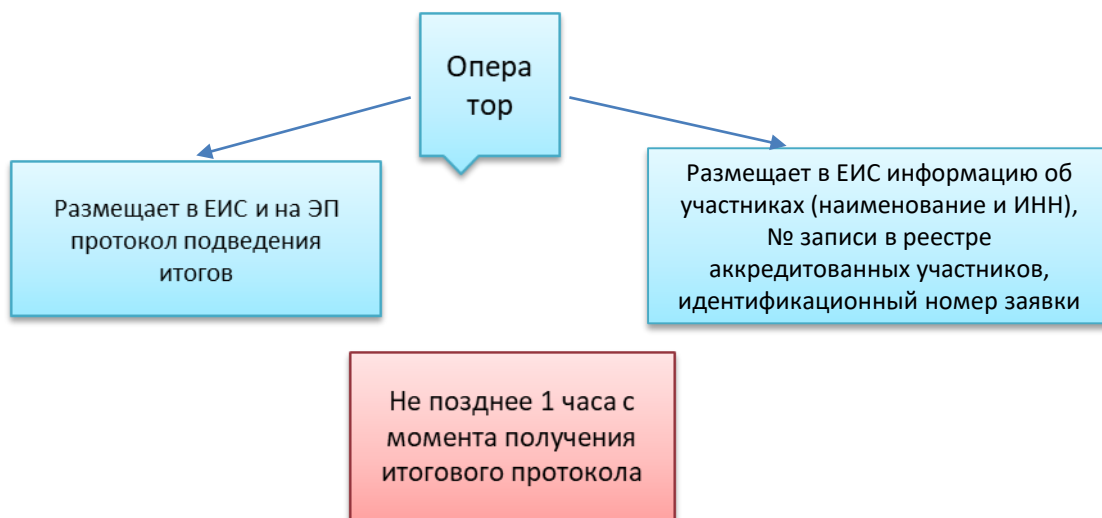 Опера
тор
Размещает в ЕИС и на ЭП
протокол подведения
итогов
Размещает в ЕИС информацию об
участниках (наименование и ИНН),
№ записи в реестре
аккредитованных участников,
идентификационный номер заявки
Не позднее 1 часа с
момента получения
итогового протокола